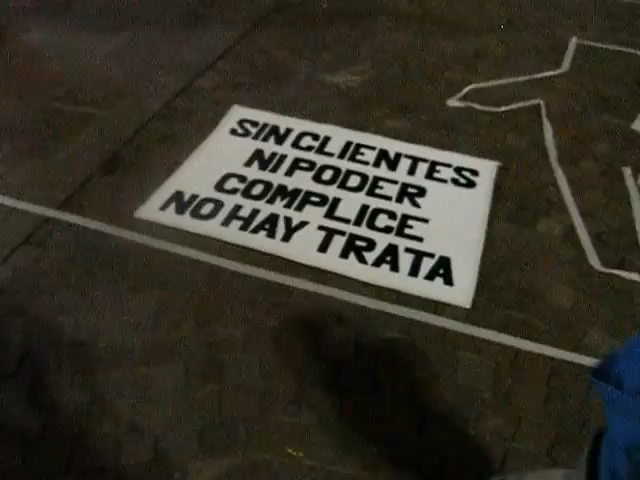 SIN CLIENTES
NI PODER
COMPLICE
NO HAY TRATA